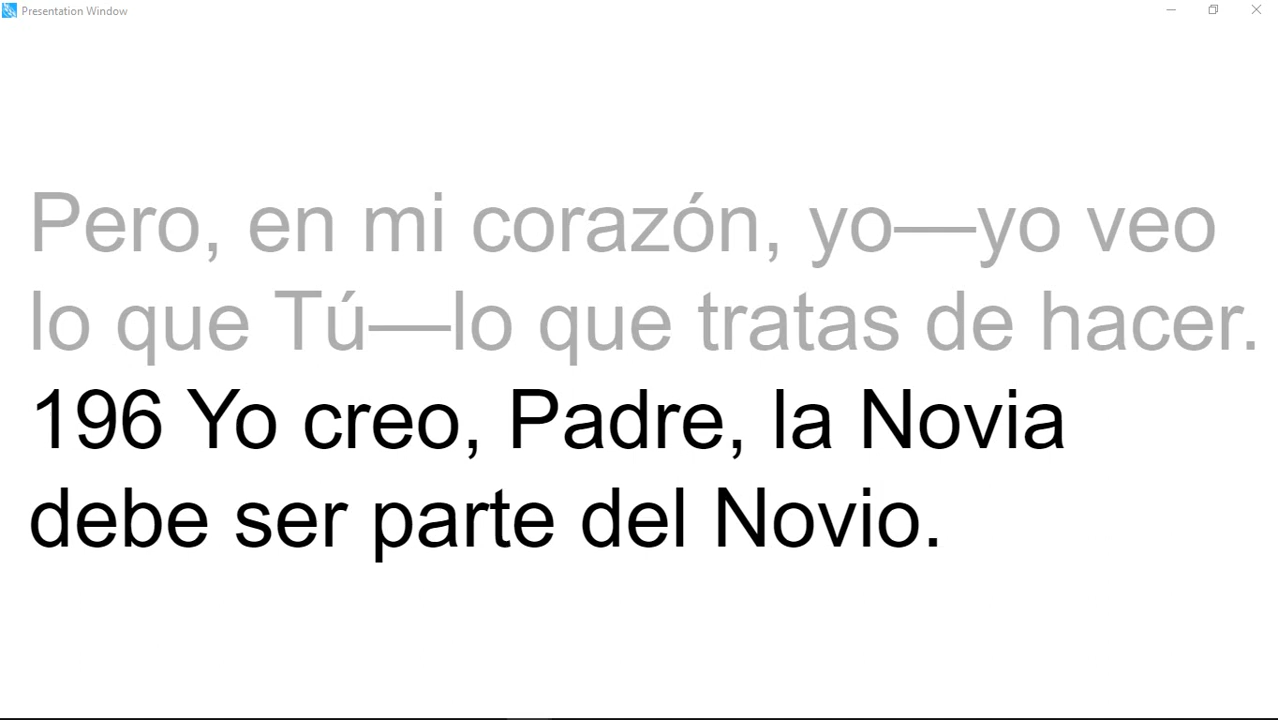 Presentation Window
Pero, en mi corazón, yo—yo veo
lo que Tú—lo que tratas de hacer.
196 Yo creo, Padre, la Novia
debe ser parte del Novio.